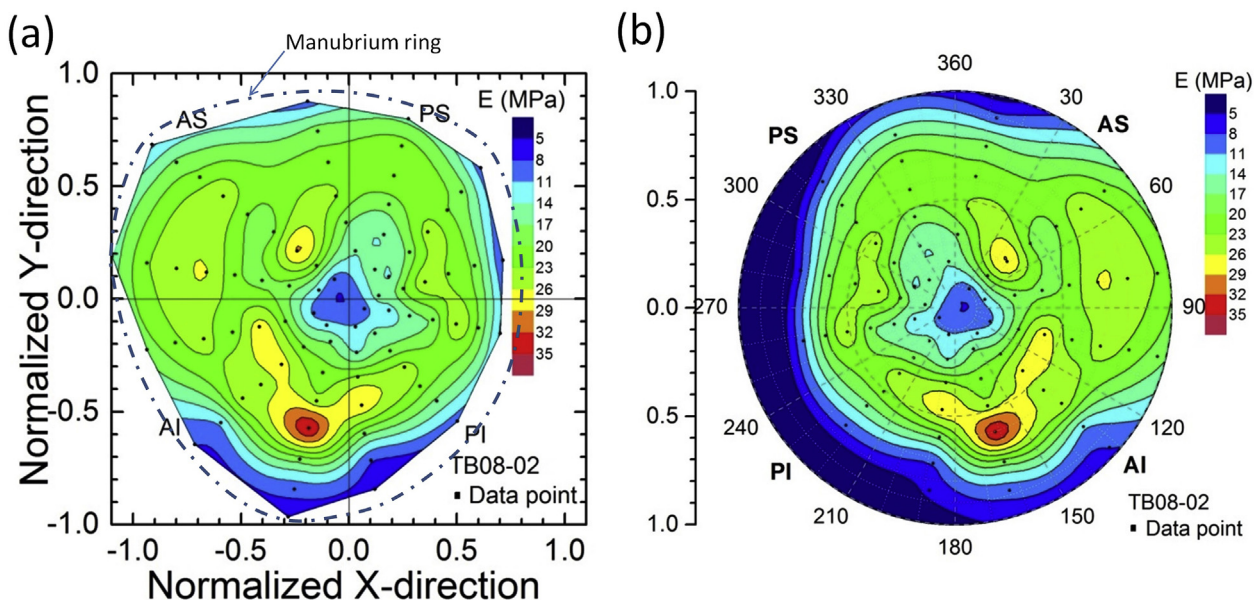 (a)
Manubrium ring
1.0
0.5
0.0
-0.5
-1.0
Normalized Y-direction
AS
PS
AI
PI
E (MPa)
5
8
11
14
17
20
23
26
29
32
35
TB08-02
Data point
-1.0 -0.5 0.0 0.5 1.0
Normalized X-direction
(b)
360
330 30
PS AS
300 60
270 90
240 120
PI AI
210 150
180
1.0
0.5
0.0
0.5
1.0
E (MPa)
5
8
11
14
17
20
23
26
29
32
35
TB08-02
Data point